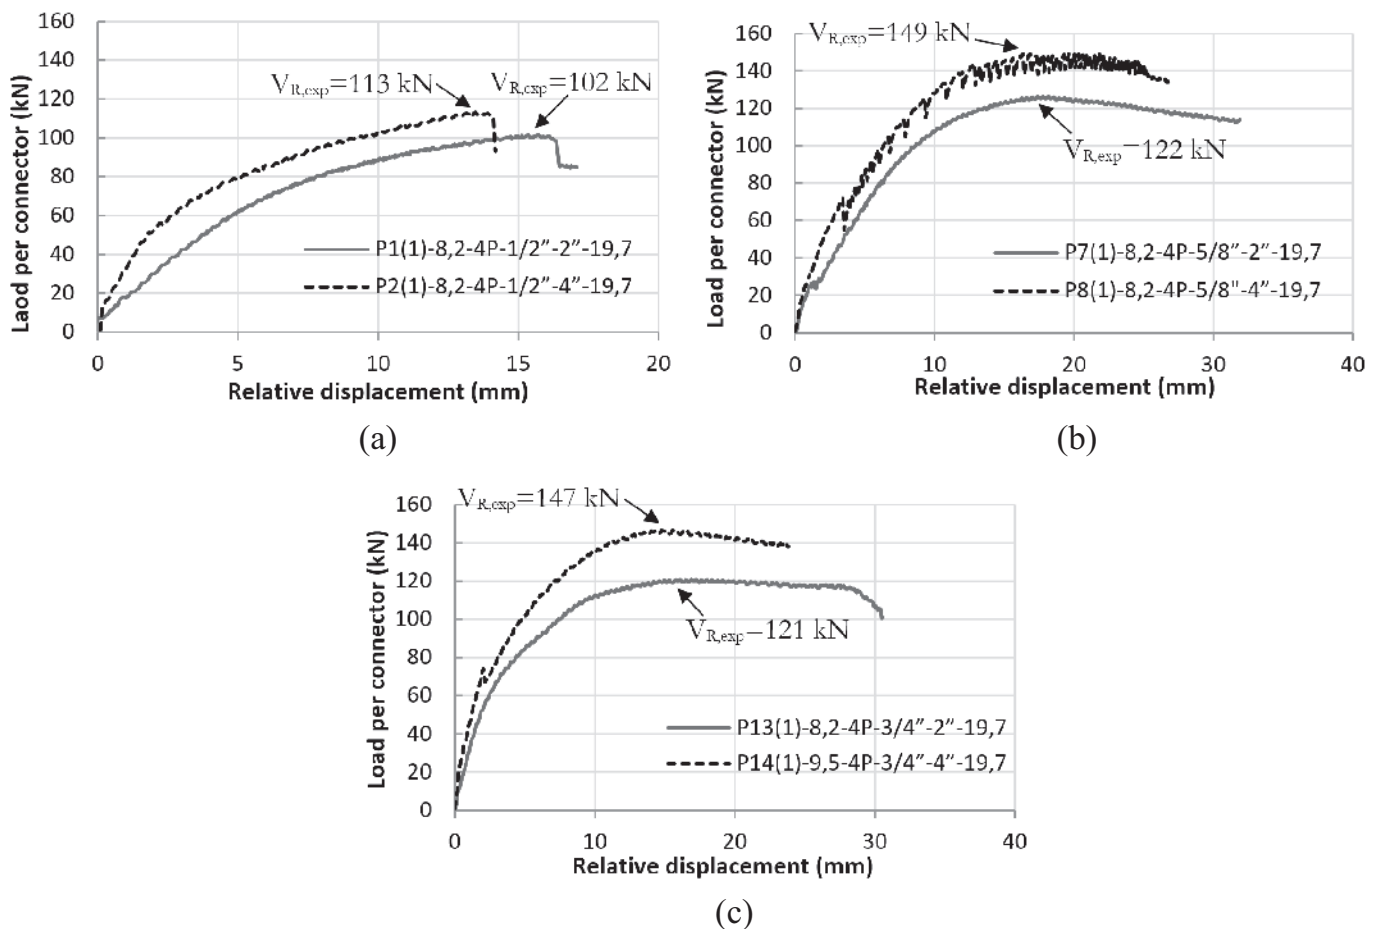 Laod per connector (kN)
160
140
120
100
80
60
40
20
0
V_R,exp=113 kN
V_R,exp=102 kN
P1(1)-8,2-4P-1/2”-2”-19,7
P2(1)-8,2-4P-1/2”-4”-19,7
0 5 10 15 20
Relative displacement (mm)
(a)
Load per connector (kN)
160
140
120
100
80
60
40
20
0
V_R,exp=149 kN
V_R,exp=122 kN
P7(1)-8,2-4P-5/8”-2”-19,7
P8(1)-8,2-4P-5/8"-4”-19,7
0 10 20 30 40
Relative displacement (mm)
(b)
Load per connector (kN)
160
140
120
100
80
60
40
20
0
V_R,exp=147 kN
V_R,exp=121 kN
P13(1)-8,2-4P-3/4”-2”-19,7
P14(1)-9,5-4P-3/4”-4”-19,7
0 10 20 30 40
Relative displacement (mm)
(c)